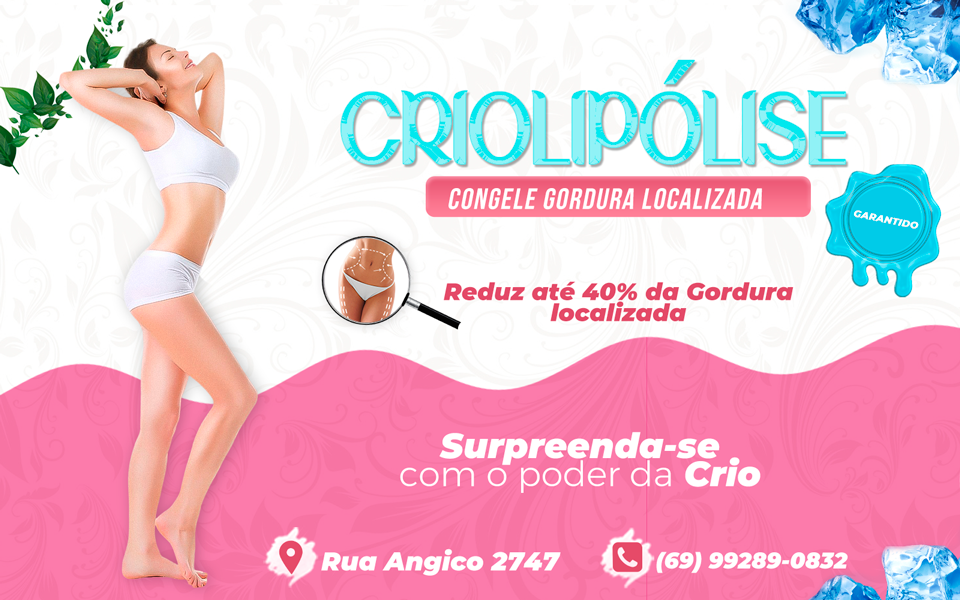 CRIOLIPÓLISE
CONGELE GORDURA LOCALIZADA
GARANTIDO
Reduz até 40% da Gordura
localizada
Surpreenda-se
com o poder da Crio
Rua Angico 2747
(69) 99289-0832